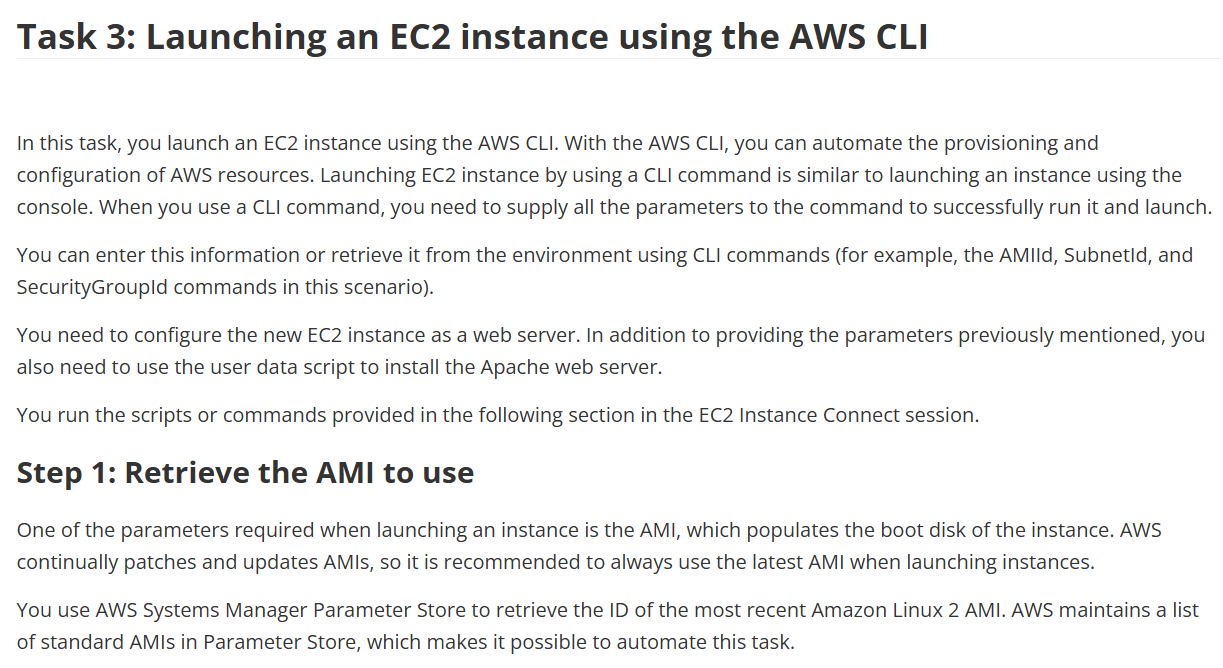 Task 3: Launching an EC2 instance using the AWS CLI
In this task, you launch an EC2 instance using the AWS CLI. With the AWS CLI, you can automate the provisioning and
configuration of AWS resources. Launching EC2 instance by using a CLI command is similar to launching an instance using the
console. When you use a CLI command, you need to supply all the parameters to the command to successfully run it and launch.
You can enter this information or retrieve it from the environment using CLI commands (for example, the AMIId, SubnetId, and
SecurityGroupId commands in this scenario).
You need to configure the new EC2 instance as a web server. In addition to providing the parameters previously mentioned, you
also need to use the user data script to install the Apache web server.
You run the scripts or commands provided in the following section in the EC2 Instance Connect session.
Step 1: Retrieve the AMI to use
One of the parameters required when launching an instance is the AMI, which populates the boot disk of the instance. AWS
continually patches and updates AMIs, so it is recommended to always use the latest AMI when launching instances.
You use AWS Systems Manager Parameter Store to retrieve the ID of the most recent Amazon Linux 2 AMI. AWS maintains a list
of standard AMIs in Parameter Store, which makes it possible to automate this task.